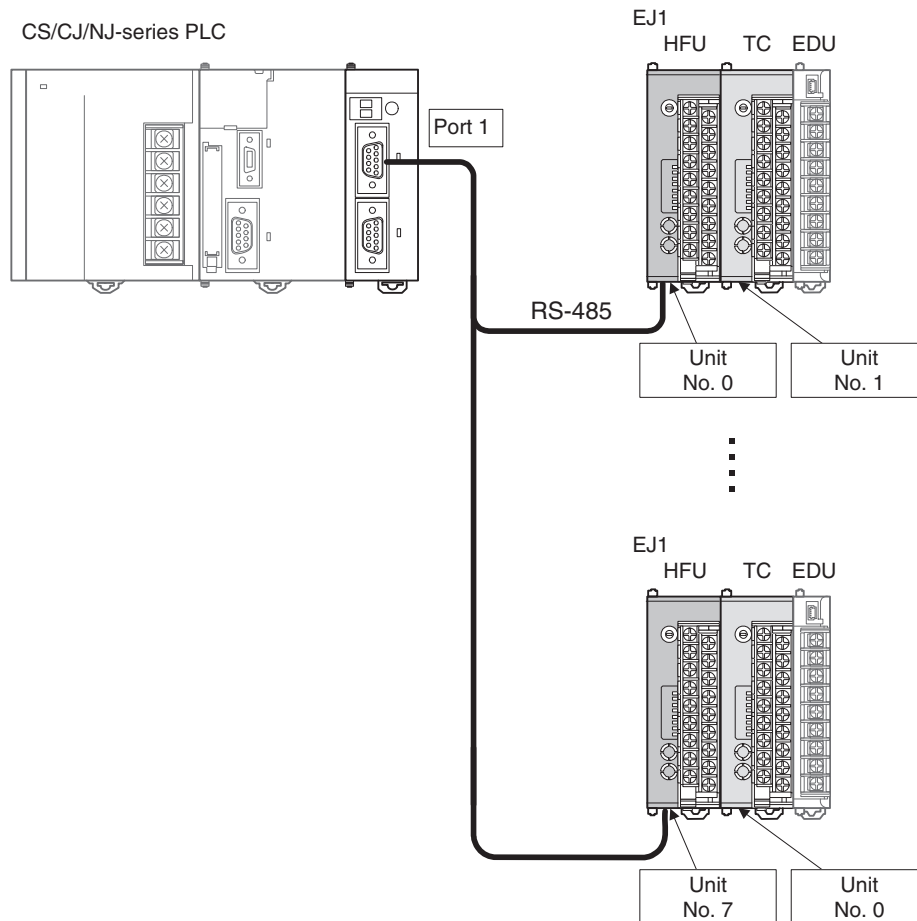 EJ1
CS/CJ/NJ-series PLC
HFU TC EDU
Port 1
RS-485
Unit
No. 0
Unit
No. 1
EJ1
HFU TC EDU
Unit
No. 7
Unit
No. 0